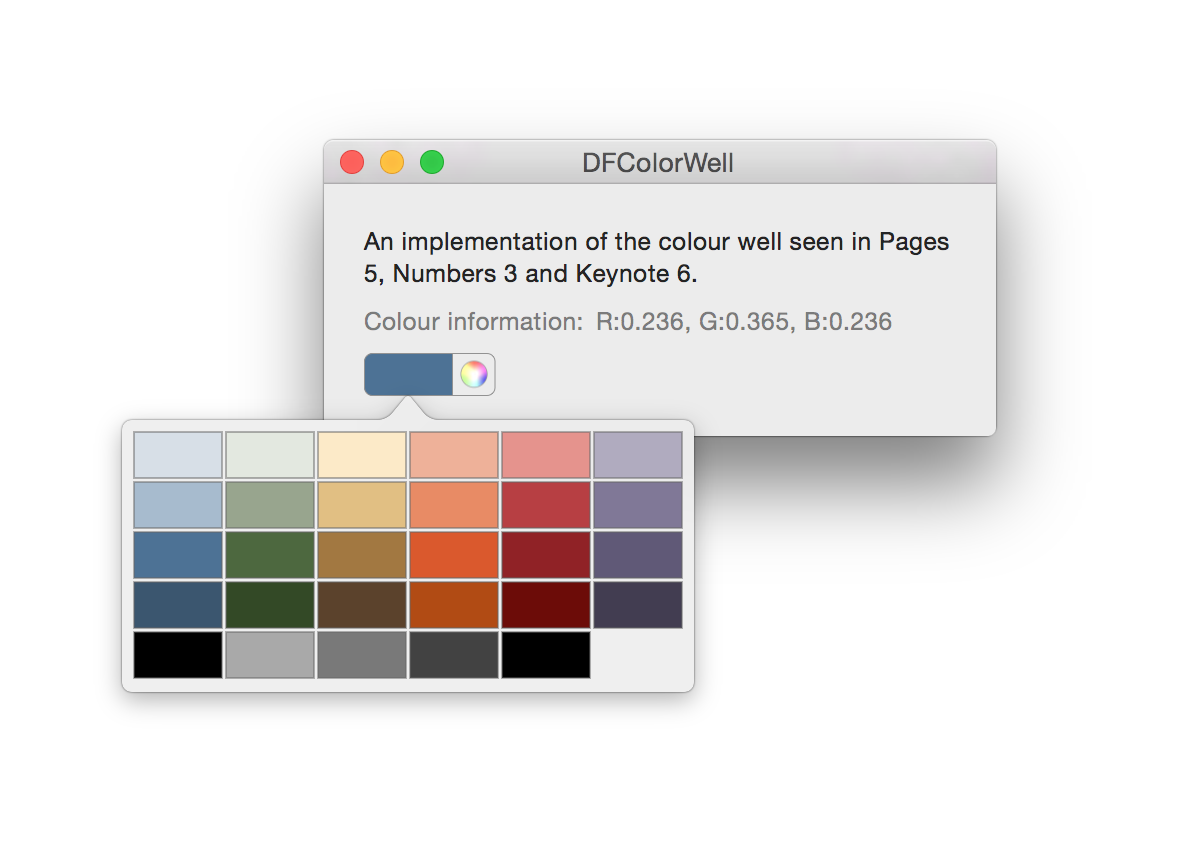 DFColorWell
An implementation of the colour well seen in Pages
5, Numbers 3 and Keynote 6.
Colour information: R:0.236, G:0.365, B:0.236